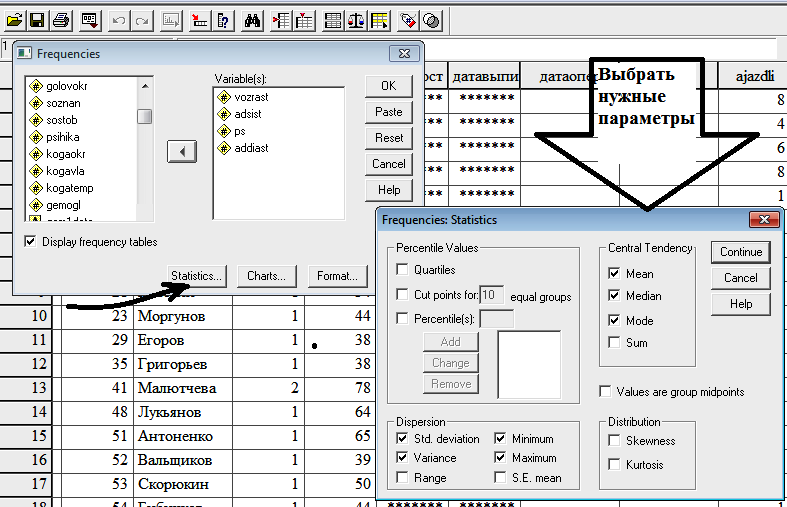 1
Frequencies
golovokr
soznan
sostob
psihika
kogaokr
kogavla
kogatemp
gemogl
Variable(s):
vozrast
adsist
ps
addiast
OK
Paste
Reset
Cancel
Help
Display frequency tables
Statistics...
Charts...
Format...
ост датавыпи датаопер ajazdli
Выбрать
нужные
параметры
** ******* 8
** ******* 4
** ******* 6
** ******* 8
** ******* 1
Frequencies: Statistics
Percentile Values
Quartiles
Cut points for: 10 equal groups
Percentile(s):
Add
Change
Remove
Central Tendency
Mean
Median
Mode
Sum
Continue
Cancel
Help
Values are group midpoints
Dispersion
Std. deviation
Minimum
Variance
Maximum
Range
S.E. mean
Distribution
Skewness
Kurtosis
10 23 Моргунов 1 44
11 29 Егоров 1 38
12 35 Григорьев 1 38
13 41 Малютчева 2 78
14 48 Лукьянов 1 64
15 51 Антоненко 1 65
16 52 Вальщиков 1 39
17 53 Скорюкин 1 50